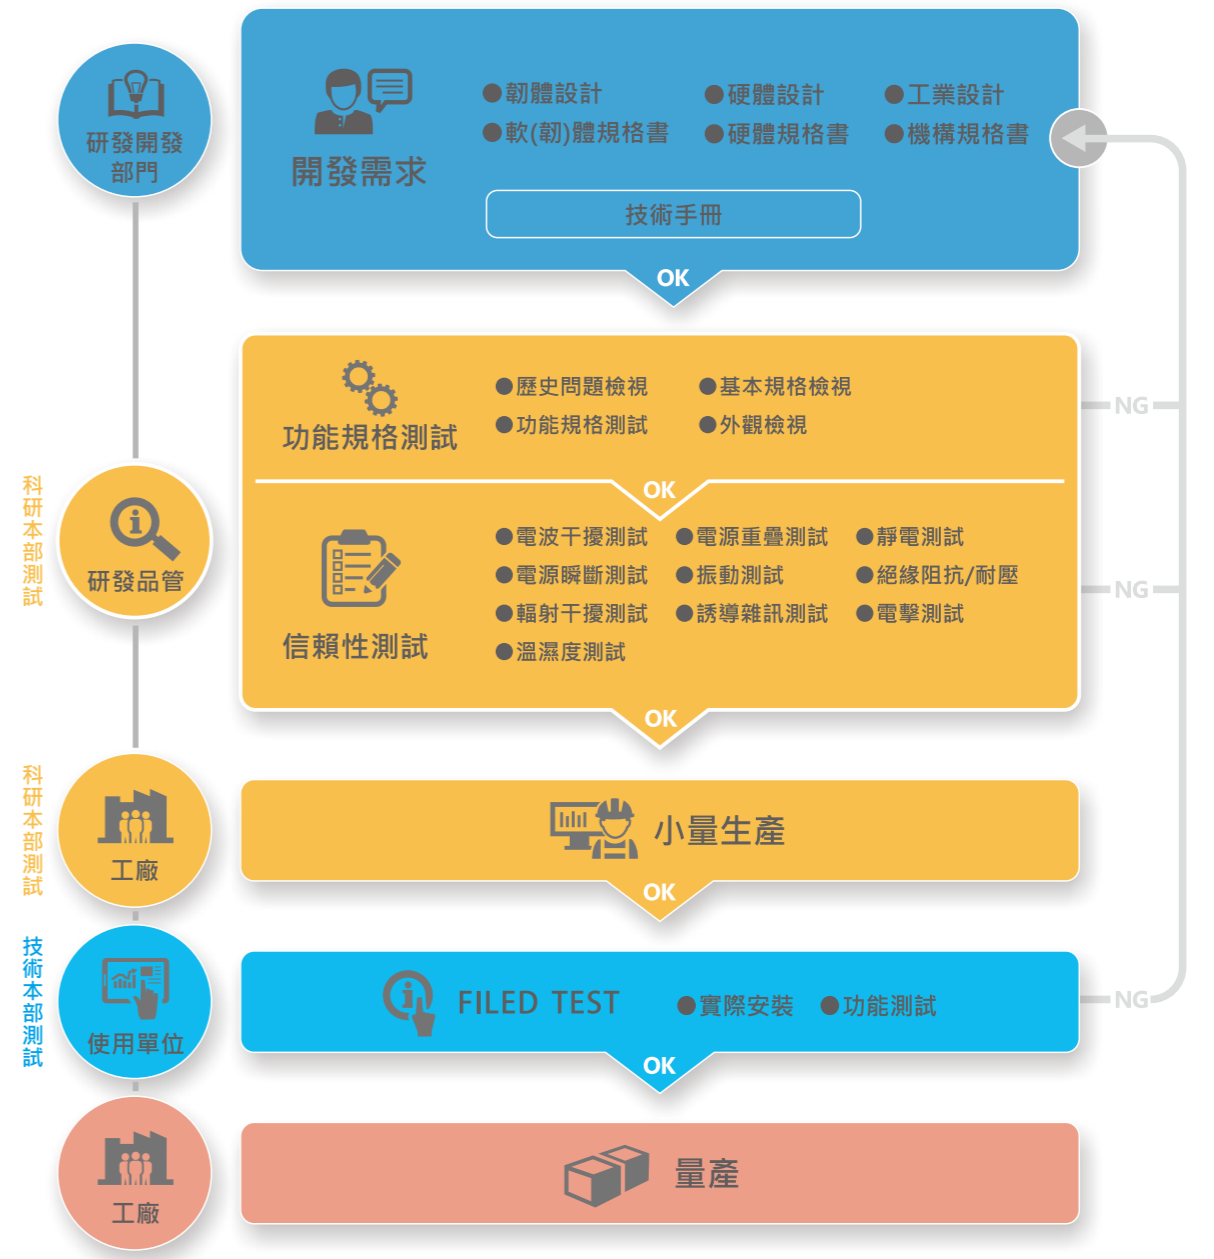 研發開發
部門
開發需求
●韌體設計
●硬體設計
●工業設計
●軟(韌)體規格書
●硬體規格書
●機構規格書
技術手冊
OK
科研本部測試
研發品管
功能規格測試
●歷史問題檢視
●基本規格檢視
●功能規格測試
●外觀檢視
NG
OK
信賴性測試
●電波干擾測試
●電源重疊測試
●靜電測試
●電源瞬斷測試
●振動測試
●絕緣阻抗/耐壓
●輻射干擾測試
●誘導雜訊測試
●電擊測試
●溫濕度測試
NG
OK
科研本部測試
工廠
小量生產
OK
技術本部測試
使用單位
FILED TEST
●實際安裝
●功能測試
NG
OK
工廠
量產